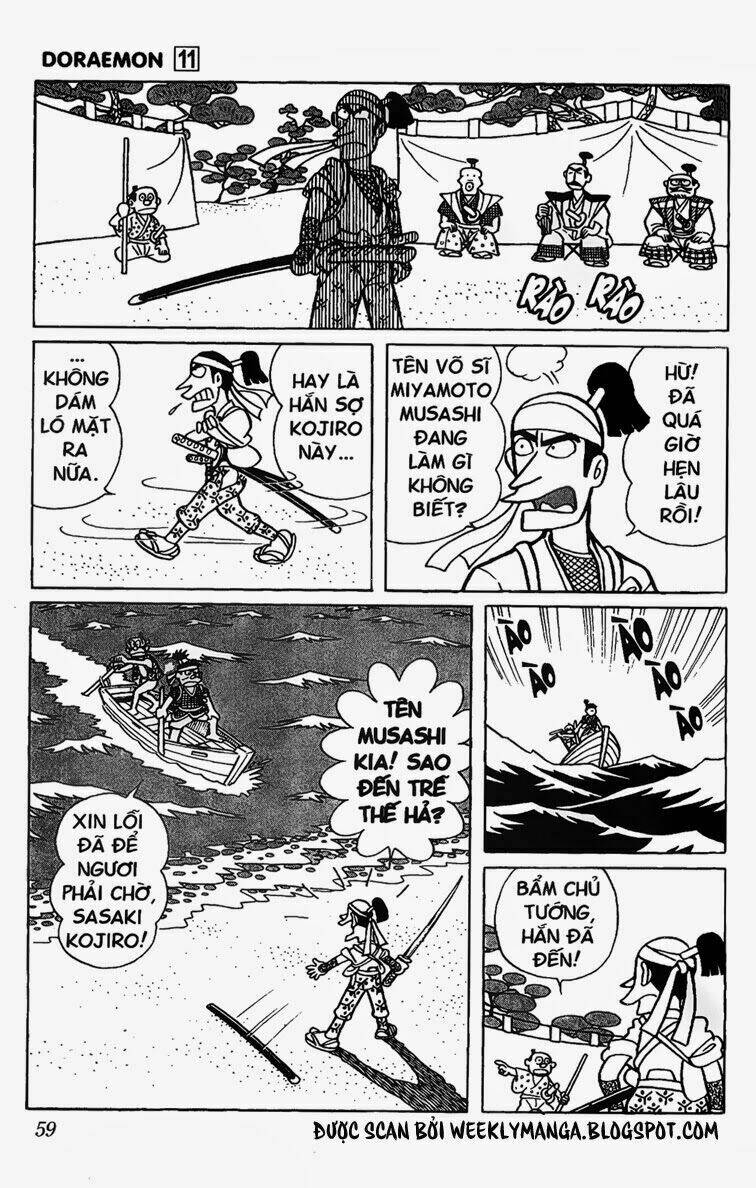 DORAEMON 11
RÀO RÀO
HỪ!
ĐÃ
QUÁ
GIỜ
HẸN
LÂU
RỒI!
TÊN VÕ SĨ
MIYAMOTO
MUSASHI
ĐANG
LÀM GÌ
KHÔNG
BIẾT?
HAY LÀ
HẮN SỢ
KOJIRO
NÀY...
...
KHÔNG
DÁM
LÓ MẶT
RA
NỮA.
ÀO
ÀO
ÀO
ÀO
ÀO
BẨM CHỦ
TƯỚNG,
HẮN ĐÃ
ĐẾN!
TÊN
MUSASHI
KIA! SAO
ĐẾN TRỄ
THẾ HẢ?
XIN LỖI
ĐÃ ĐỂ
NGƯƠI
PHẢI CHỜ,
SASAKI
KOJIRO!
59
ĐƯỢC SCAN BỞI WEEKLYMANGA.BLOGSPOT.COM